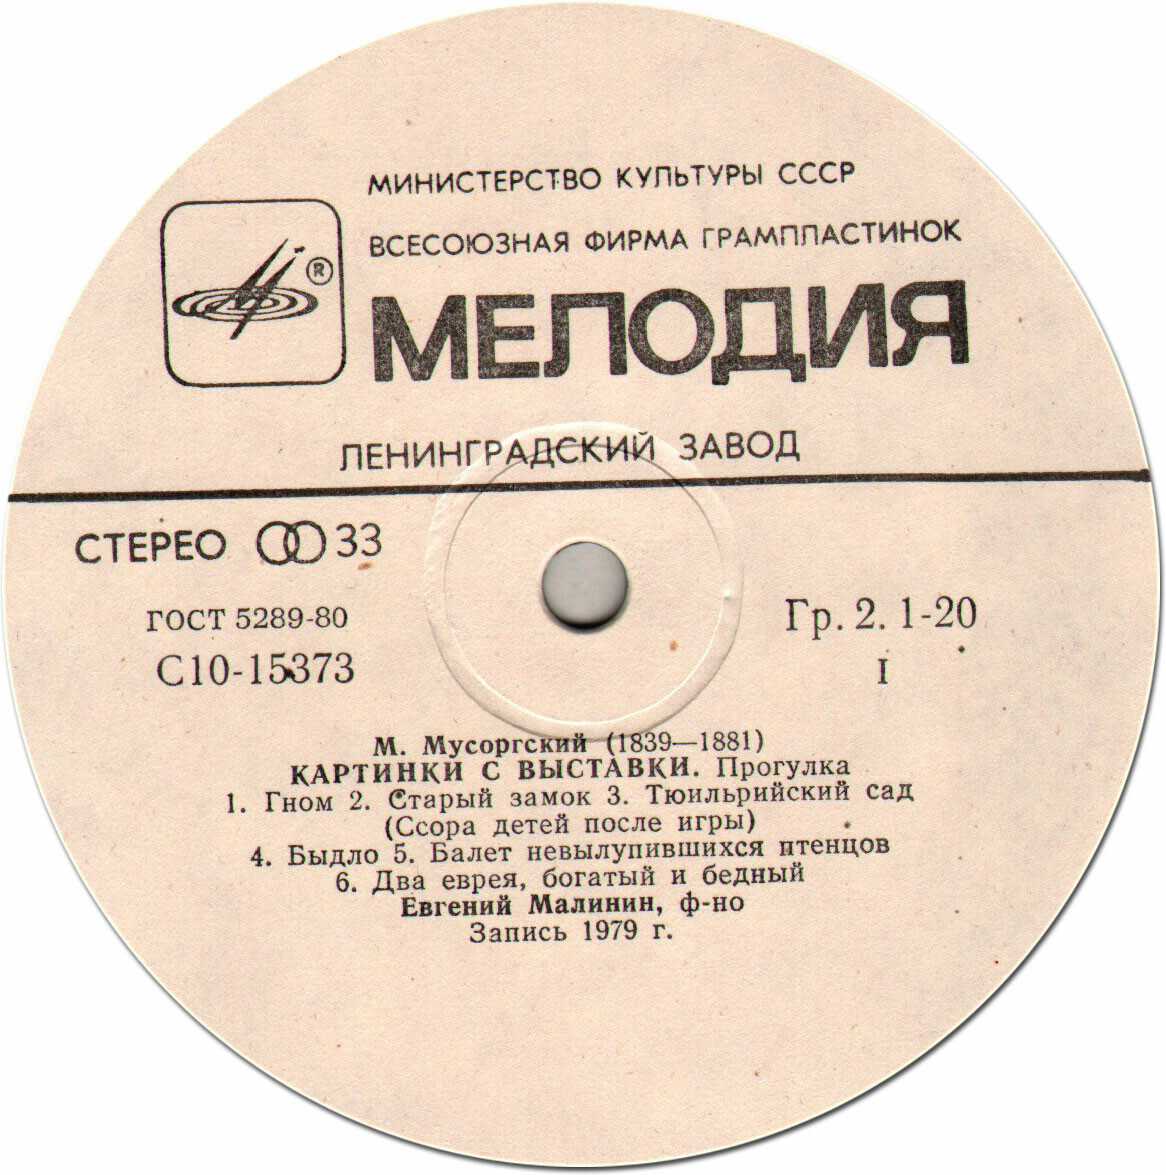 МИНИСТЕРСТВО КУЛЬТУРЫ СССР
ВСЕСОЮЗНАЯ ФИРМА ГРАМПЛАСТИНОК
®
МЕЛОДИЯ
ЛЕНИНГРАДСКИЙ ЗАВОД
СТЕРЕО 33
ГОСТ 5289-80
С10-15373
Гр. 2. 1-20
I
М. Мусоргский (1839—1881)
КАРТИНКИ С ВЫСТАВКИ. Прогулка
1. Гном 2. Старый замок 3. Тюильрийский сад
(Ссора детей после игры)
4. Быдло 5. Балет невылупившихся птенцов
6. Два еврея, богатый и бедный
Евгений Малинин, ф-но
Запись 1979 г.